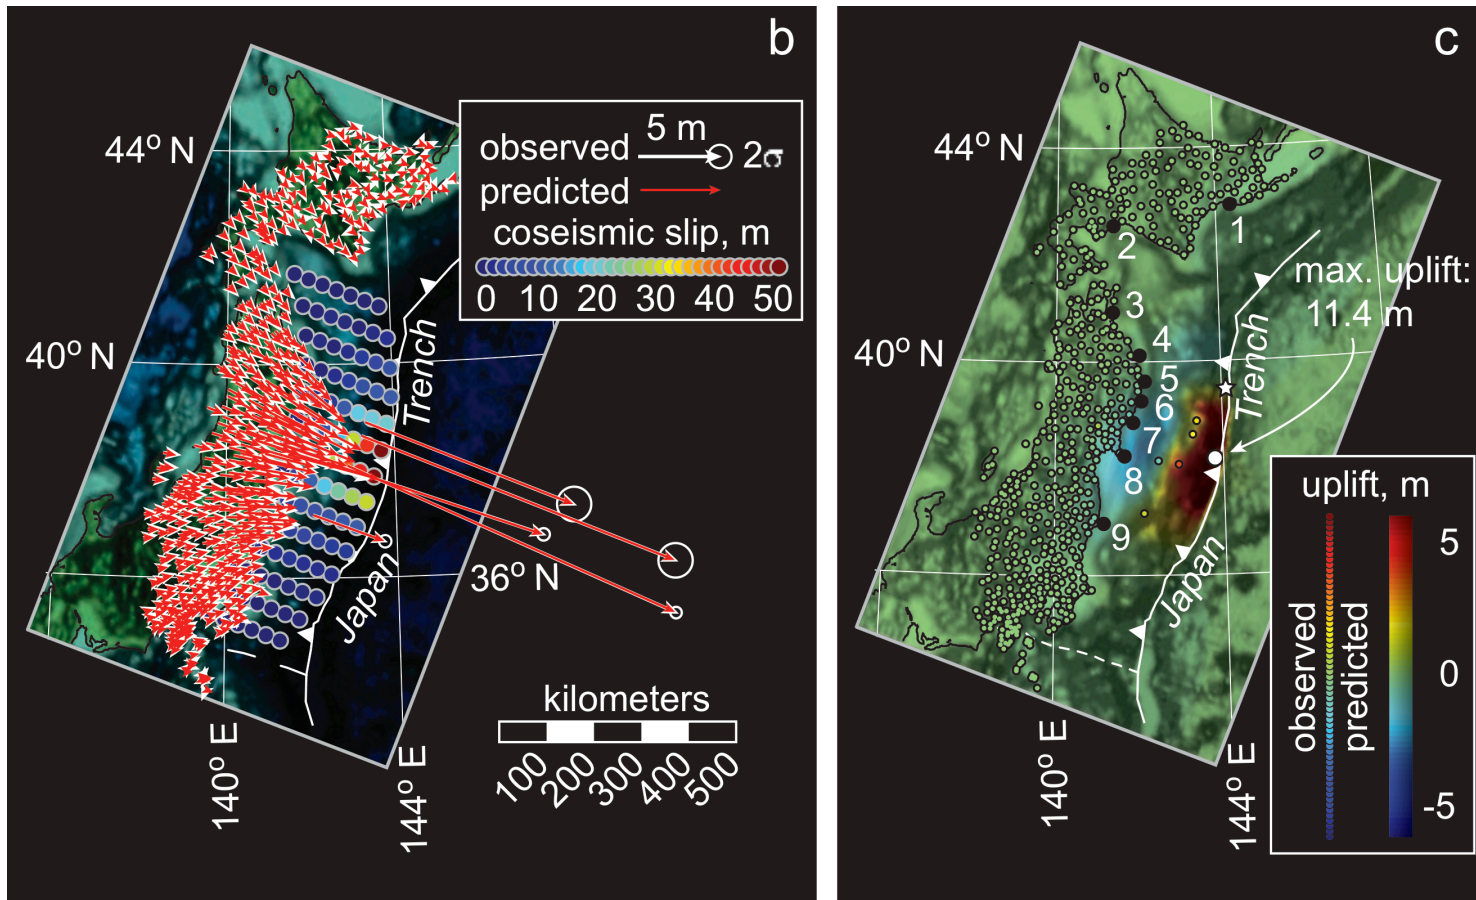 b
44° N
5 m
observed
2σ
predicted
coseismic slip, m
0 10 20 30 40 50
40° N
Trench
36° N
Japan
kilometers
100 200 300 400 500
140° E
144° E
c
44° N
1
2
max. uplift:
11.4 m
3
4
40° N
5
6
Trench
7
8
9
uplift, m
5
0
-5
observed
predicted
Japan
140° E
144° E